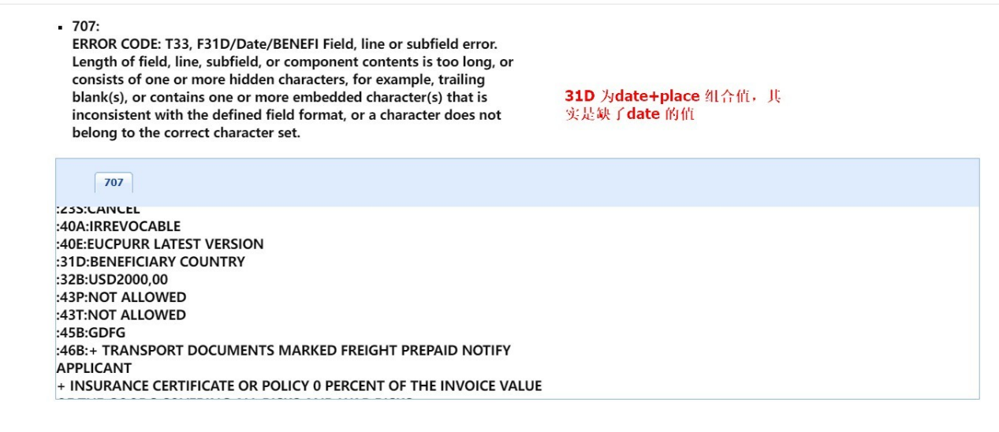 707:
ERROR CODE: T33, F31D/Date/BENEFI Field, line or subfield error.
Length of field, line, subfield, or component contents is too long, or
consists of one or more hidden characters, for example, trailing
blank(s), or contains one or more embedded character(s) that is
inconsistent with the defined field format, or a character does not
belong to the correct character set.
31D 为date+place 组合值，其
实是缺了date 的值
707
:23S:CANCEL
:40A:IRREVOCABLE
:40E:EUCPURR LATEST VERSION
:31D:BENEFICIARY COUNTRY
:32B:USD2000,00
:43P:NOT ALLOWED
:43T:NOT ALLOWED
:45B:GDFG
:46B:+ TRANSPORT DOCUMENTS MARKED FREIGHT PREPAID NOTIFY
APPLICANT
+ INSURANCE CERTIFICATE OR POLICY 0 PERCENT OF THE INVOICE VALUE